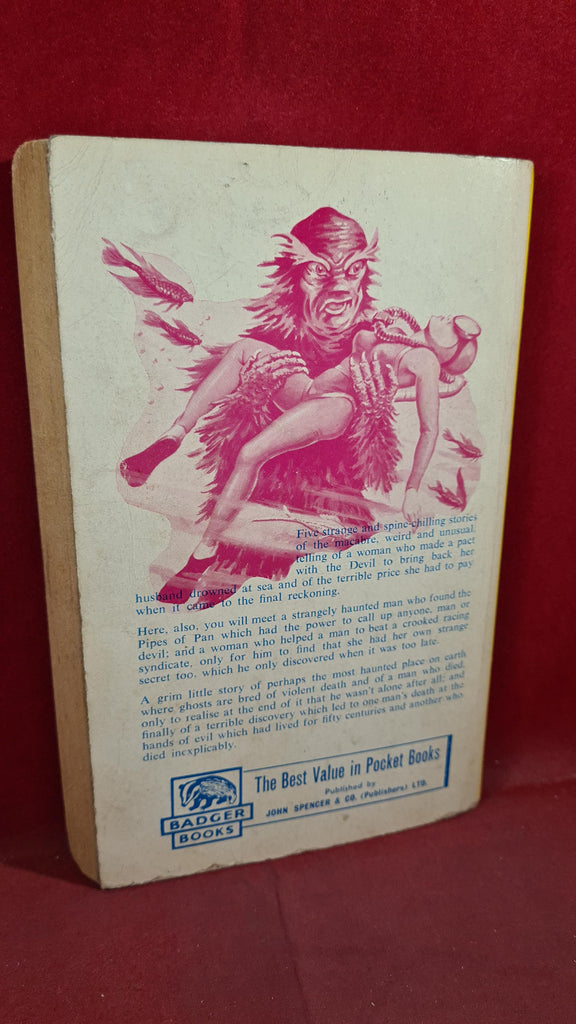 Five strange and spine-chilling stories
of the macabre, weird and unusual,
telling of a woman who made a pact
with the Devil to bring back her
husband drowned at sea and of the terrible price she had to pay
when it came to the final reckoning.
Here, also, you will meet a strangely haunted man who found the
Pipes of Pan which had the power to call up anyone, man or
devil; and a woman who helped a man to beat a crooked racing
syndicate, only for him to find that she had her own strange
secret too, which he only discovered when it was too late.
A grim little story of perhaps the most haunted place on earth
where ghosts are bred of violent death and of a man who died,
only to realise at the end of it that he wasn't alone after all; and
finally of a terrible discovery which led to one man's death at the
hands of evil which had lived for fifty centuries and another who
died inexplicably.
BADGER
BOOKS
The Best Value in Pocket Books
Published by
JOHN SPENCER & CO. (Publishers) LTD.